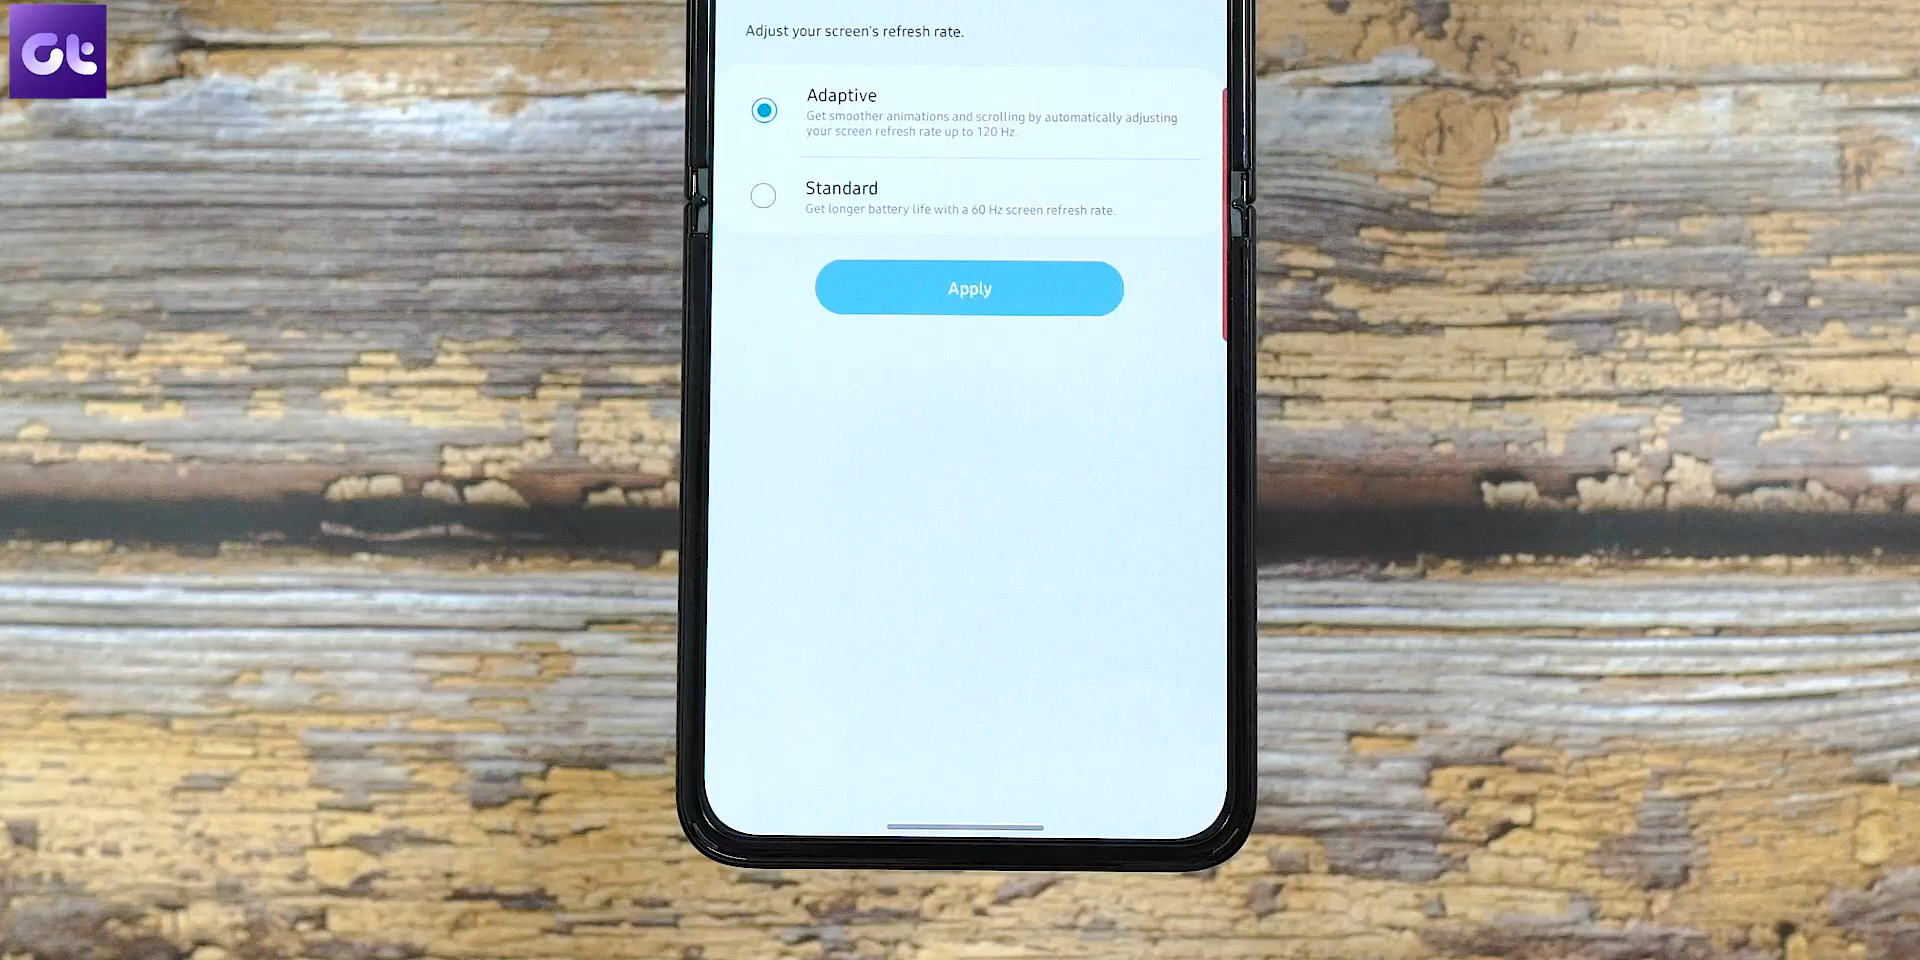 Gt
Adjust your screen's refresh rate.
Adaptive
Get smoother animations and scrolling by automatically adjusting
your screen refresh rate up to 120 Hz.
Standard
Get longer battery life with a 60 Hz screen refresh rate.
Apply